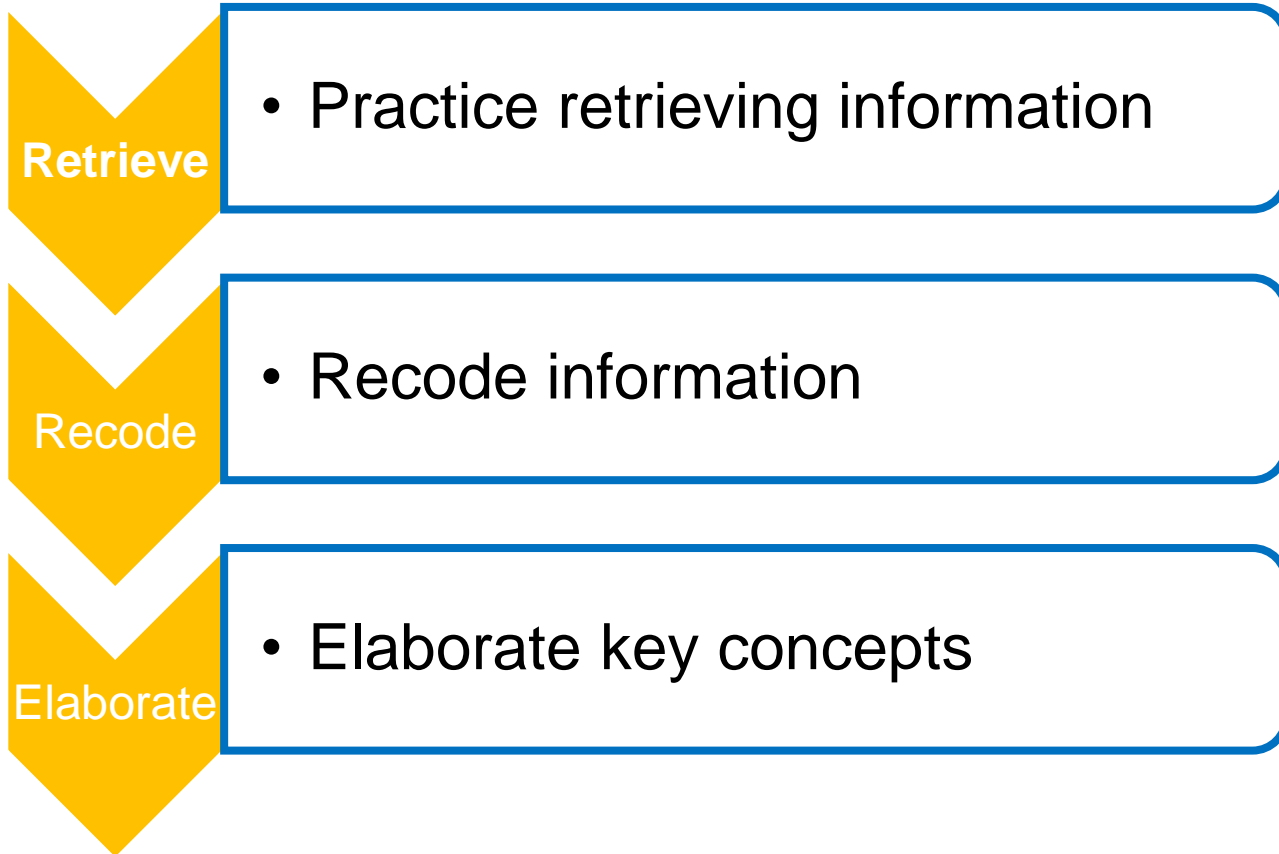 Retrieve
• Practice retrieving information
Recode
• Recode information
Elaborate
• Elaborate key concepts